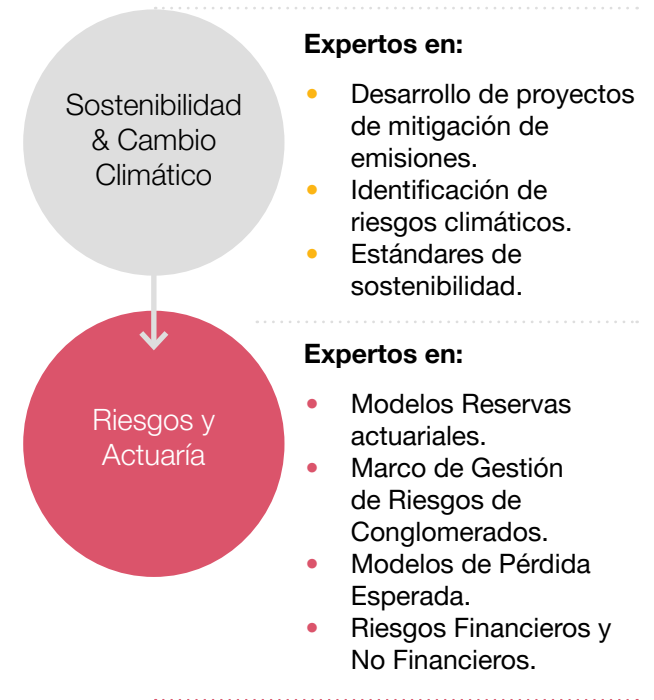 Sostenibilidad
& Cambio
Climático
Expertos en:
• Desarrollo de proyectos
de mitigación de
emisiones.
• Identificación de
riesgos climáticos.
• Estándares de
sostenibilidad.
Riesgos y
Actuaría
Expertos en:
• Modelos Reservas
actuariales.
• Marco de Gestión
de Riesgos de
Conglomerados.
• Modelos de Pérdida
Esperada.
• Riesgos Financieros y
No Financieros.